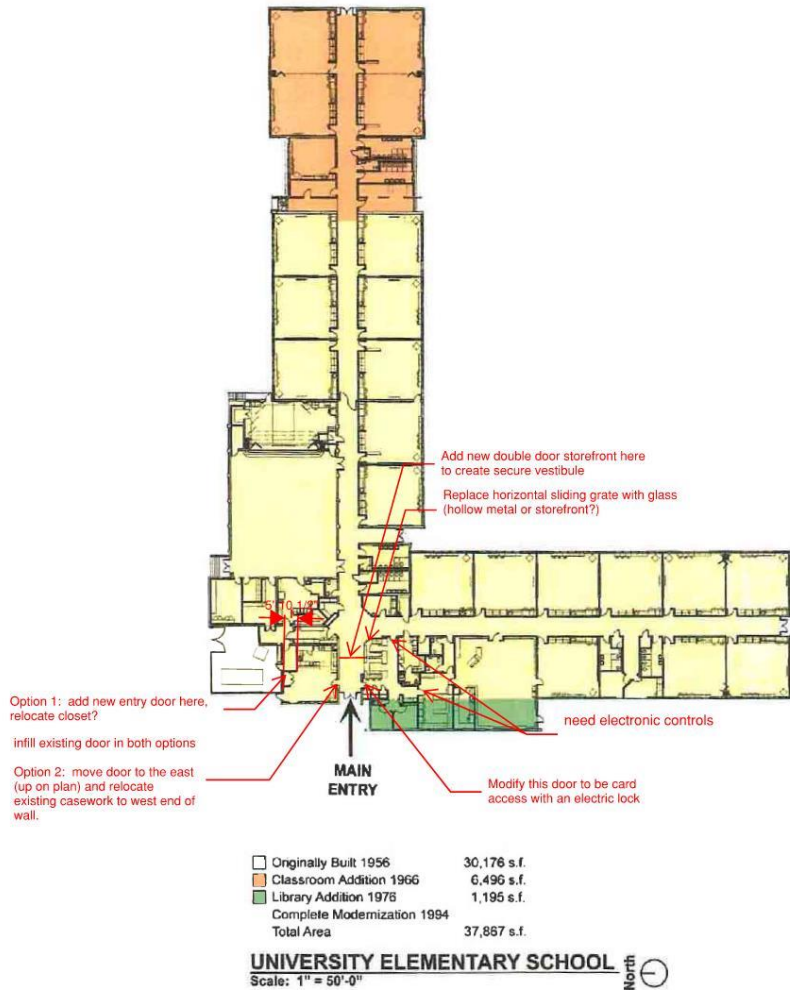 Add new double door storefront here
to create secure vestibule
Replace horizontal sliding grate with glass
(hollow metal or storefront?)
5' 10 1/2"
Option 1: add new entry door here,
relocate closet?
infill existing door in both options
need electronic controls
Option 2: move door to the east
(up on plan) and relocate
existing casework to west end of
wall.
MAIN
ENTRY
Modify this door to be card
access with an electric lock
Originally Built 1956 30,176 s.f.
Classroom Addition 1966 6,496 s.f.
Library Addition 1976 1,195 s.f.
Complete Modernization 1994
Total Area 37,867 s.f.
UNIVERSITY ELEMENTARY SCHOOL
Scale: 1" = 50'-0"
North